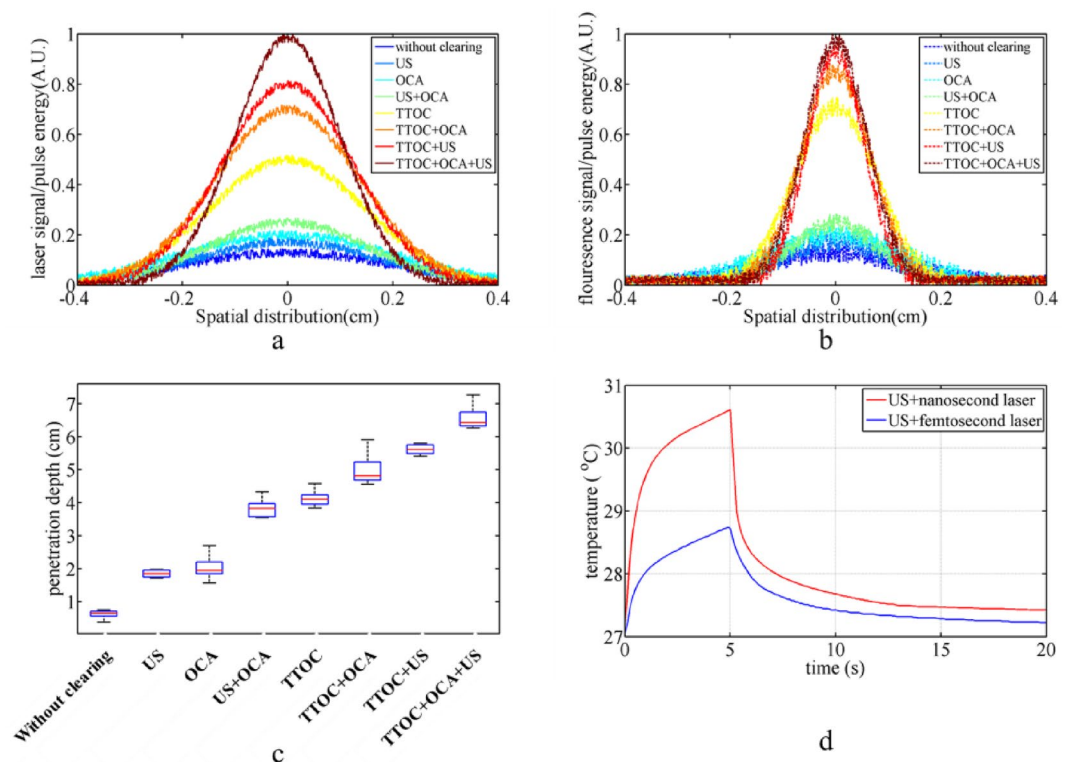 laser signal/pulse energy(A.U.)
1
0.8
0.6
0.4
0.2
0
-0.4
-0.2
0
0.2
0.4
Spatial distribution(cm)
without clearing
US
OCA
US+OCA
TTOC
TTOC+OCA
TTOC+US
TTOC+OCA+US
a
flouresence signal/pulse energy(A.U.)
1
0.8
0.6
0.4
0.2
0
-0.4
-0.2
0
0.2
0.4
Spatial distribution(cm)
without clearing
US
OCA
US+OCA
TTOC
TTOC+OCA
TTOC+US
TTOC+OCA+US
b
penetration depth (cm)
7
6
5
4
3
2
1
Without clearing
US
OCA
US+OCA
TTOC
TTOC+OCA
TTOC+US
TTOC+OCA+US
c
temperature ( °C)
31
30
29
28
27
0
5
10
15
20
time (s)
US+nanosecond laser
US+femtosecond laser
d